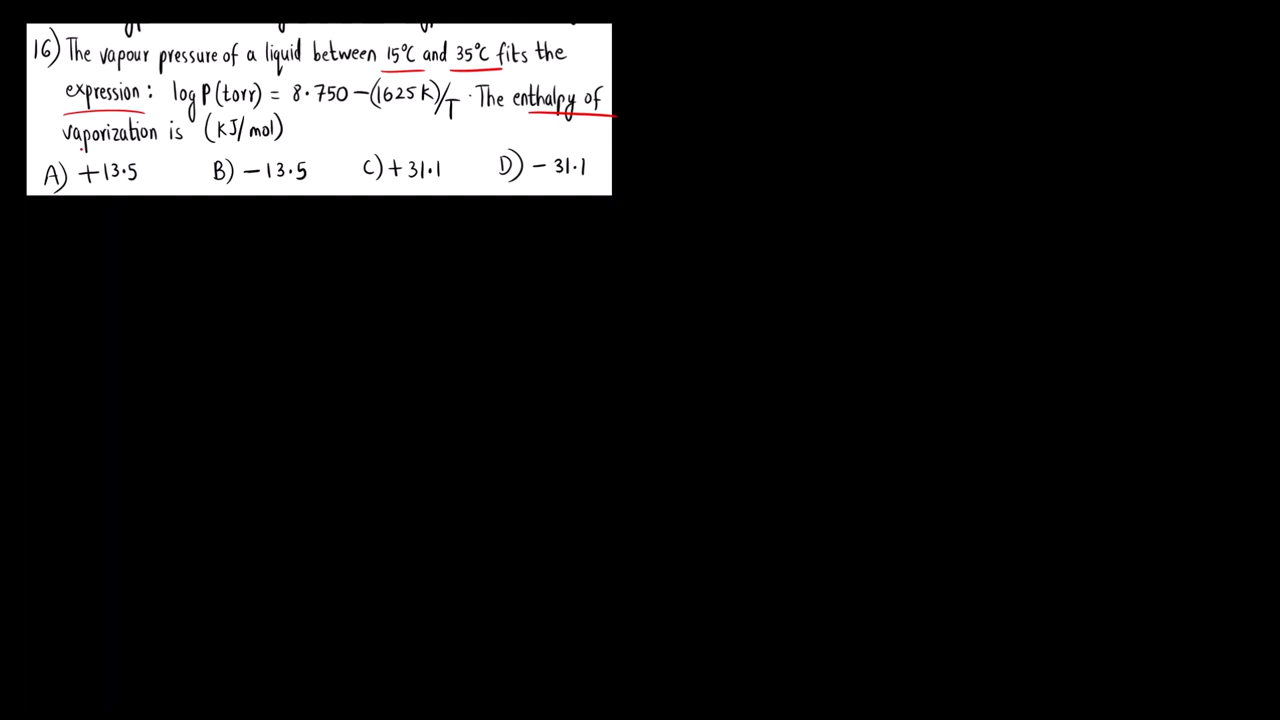 16) The vapour pressure of a liquid between 15°C and 35°C fits the
expression: log P(torr) = 8.750 - (1625 K)/T. The enthalpy of
vaporization is (kJ/mol)
A) +13.5 B) -13.5 C) +31.1 D) -31.1